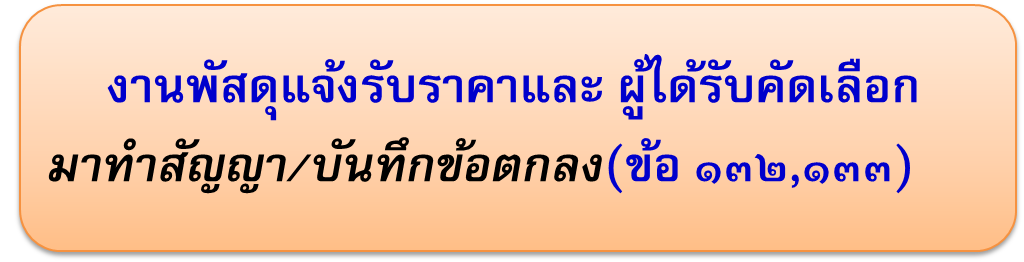 งานพัสดุแจ้งรับราคาและ ผู้ได้รับคัดเลือก
มาทำสัญญา/บันทึกข้อตกลง(ข้อ ๑๓๒,๑๓๓)